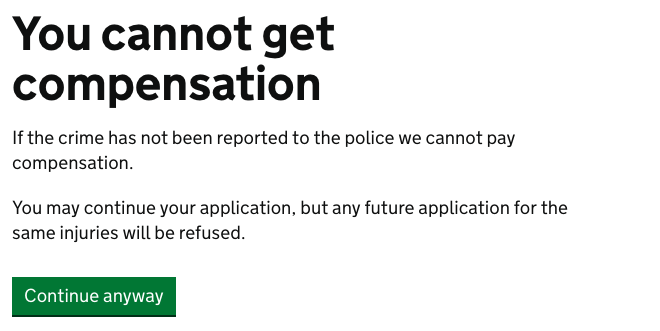 You cannot get
compensation
If the crime has not been reported to the police we cannot pay
compensation.
You may continue your application, but any future application for the
same injuries will be refused.
Continue anyway